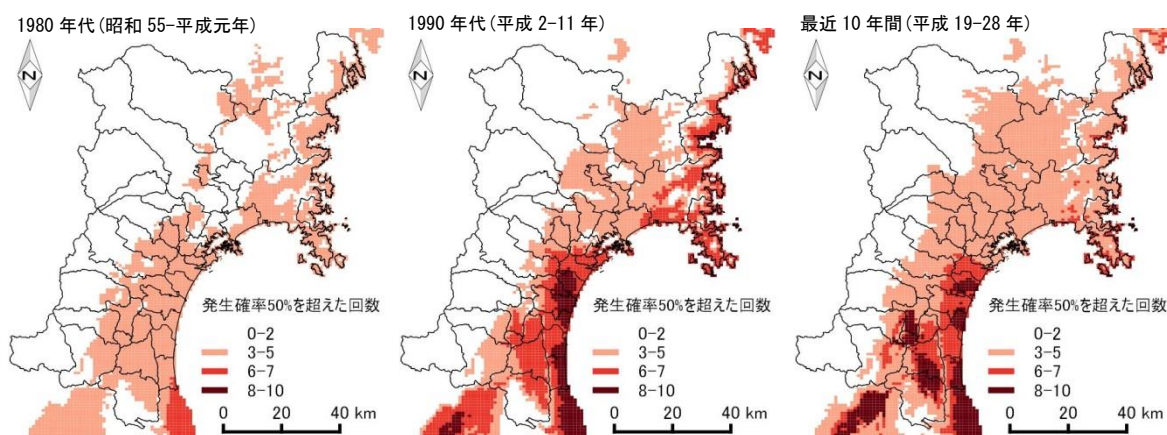 1980 年代（昭和 55-平成元年）
N
発生確率50%を超えた回数
0-2
3-5
6-7
8-10
0 20 40 km
1990 年代（平成 2-11 年）
N
発生確率50%を超えた回数
0-2
3-5
6-7
8-10
0 20 40 km
最近 10 年間（平成 19-28 年）
N
発生確率50%を超えた回数
0-2
3-5
6-7
8-10
0 20 40 km